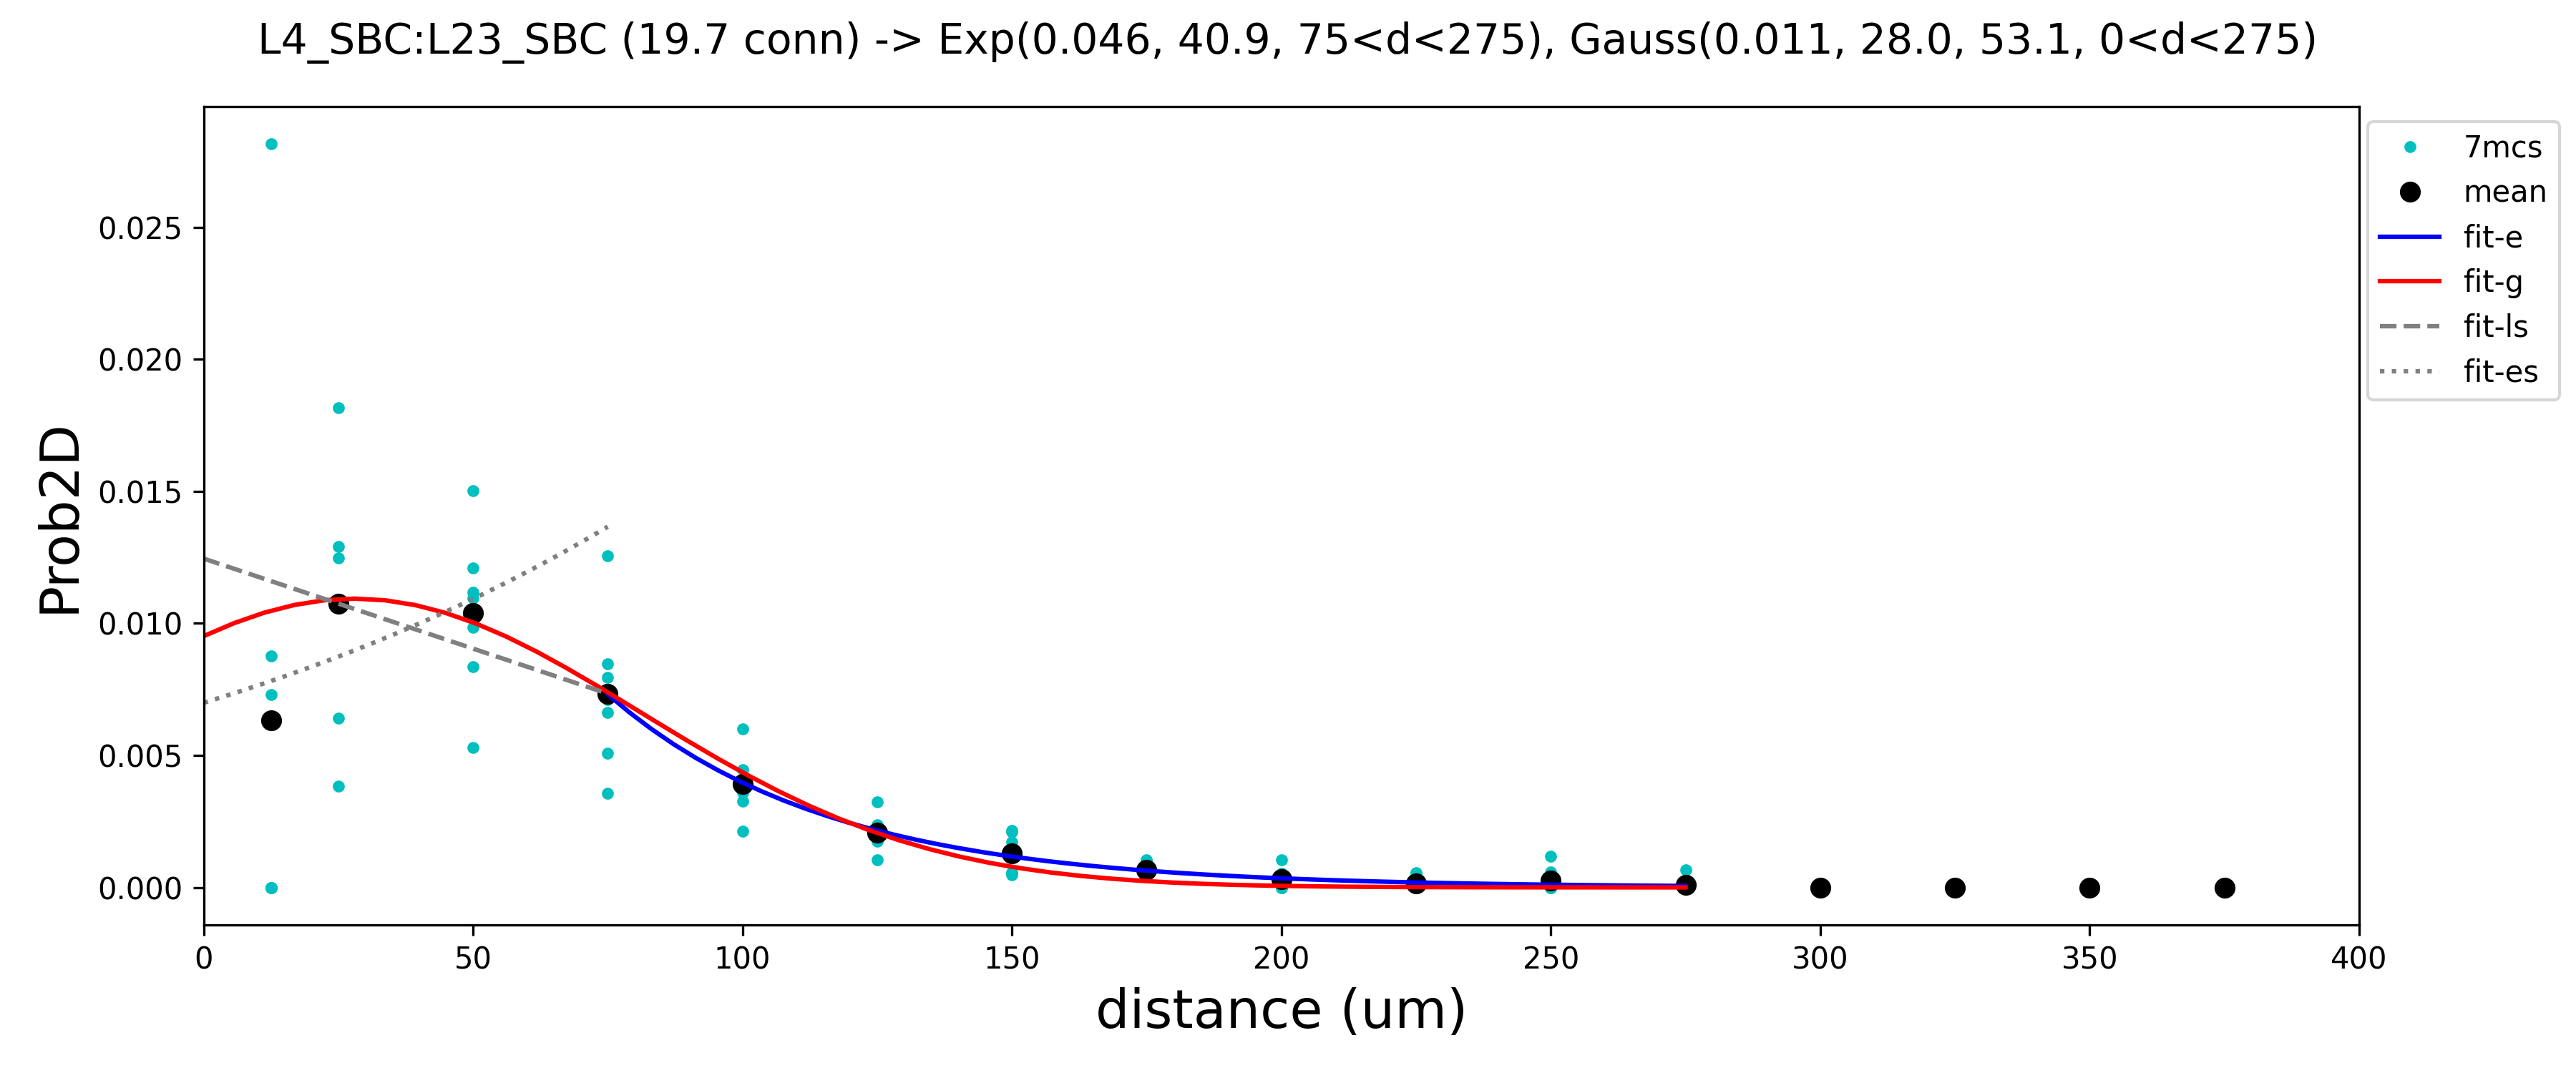 L4_SBC:L23_SBC (19.7 conn) -> Exp(0.046, 40.9, 75<d<275), Gauss(0.011, 28.0, 53.1, 0<d<275)
7mcs
mean
fit-e
fit-g
fit-ls
fit-es
Prob2D
0.025
0.020
0.015
0.010
0.005
0.000
0 50 100 150 200 250 300 350 400
distance (um)